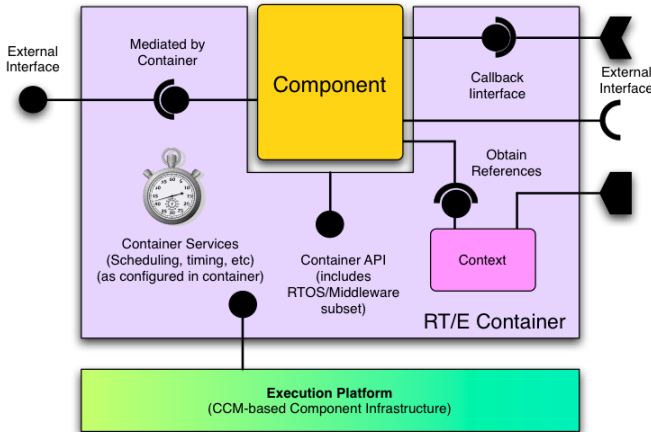 External
Interface
Mediated by
Container
Component
Callback
Iinterface
External
Interface
Obtain
References
Container Services
(Scheduling, timing, etc)
(as configured in container)
Container API
(includes
RTOS/Middleware
subset)
Context
RT/E Container
Execution Platform
(CCM-based Component Infrastructure)